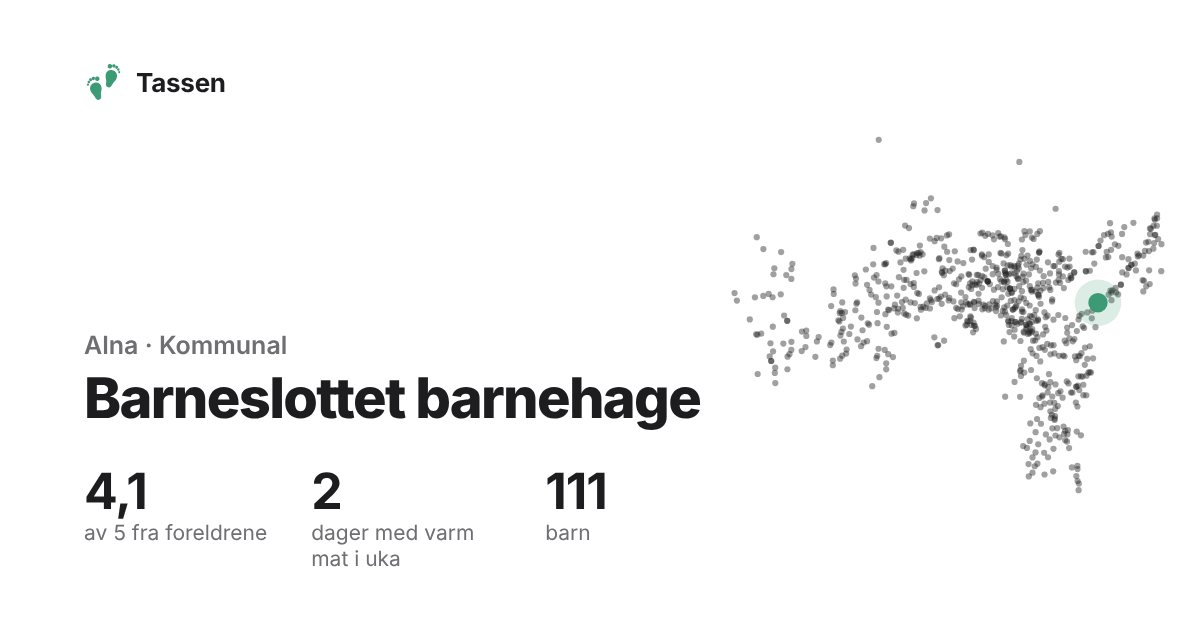 Tassen
Alna · Kommunal
Barneslottet barnehage
4,1
av 5 fra foreldrene
2
dager med varm
mat i uka
111
barn